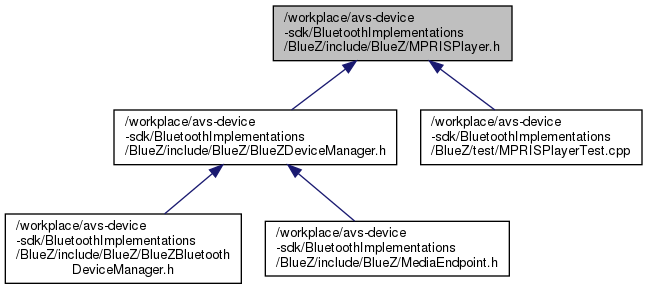 /workplace/avs-device
-sdk/BluetoothImplementations
/BlueZ/include/BlueZ/MPRISPlayer.h
/workplace/avs-device
-sdk/BluetoothImplementations
/BlueZ/include/BlueZ/BlueZDeviceManager.h
/workplace/avs-device
-sdk/BluetoothImplementations
/BlueZ/test/MPRISPlayerTest.cpp
/workplace/avs-device
-sdk/BluetoothImplementations
/BlueZ/include/BlueZ/BlueZBluetooth
DeviceManager.h
/workplace/avs-device
-sdk/BluetoothImplementations
/BlueZ/include/BlueZ/MediaEndpoint.h